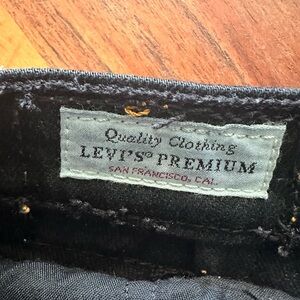 Quality Clothing
LEVI'S® PREMIUM
SAN FRANCISCO, CAL.